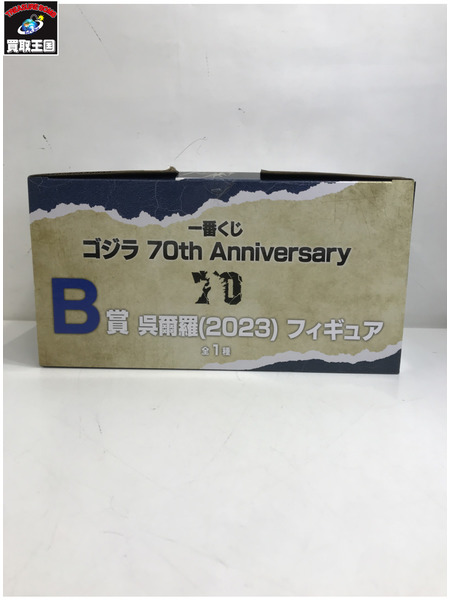 買取王国
一番くじ
ゴジラ 70th Anniversary
70
B賞 呉爾羅(2023) フィギュア
全1種